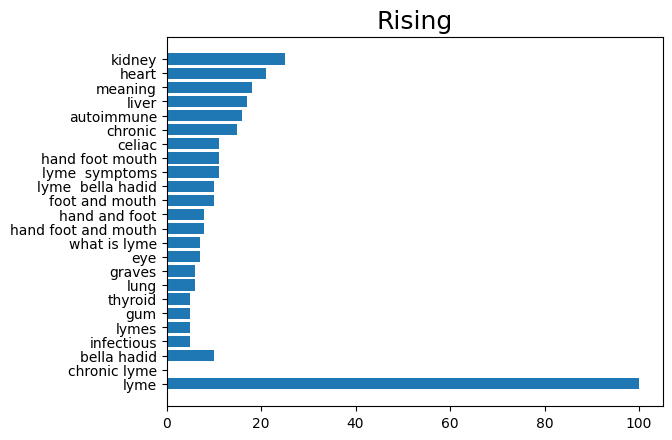 Rising
kidney
heart
meaning
liver
autoimmune
chronic
celiac
hand foot mouth
lyme  symptoms
lyme  bella hadid
foot and mouth
hand and foot
hand foot and mouth
what is lyme
eye
graves
lung
thyroid
gum
lymes
infectious
bella hadid
chronic lyme
lyme
0 20 40 60 80 100